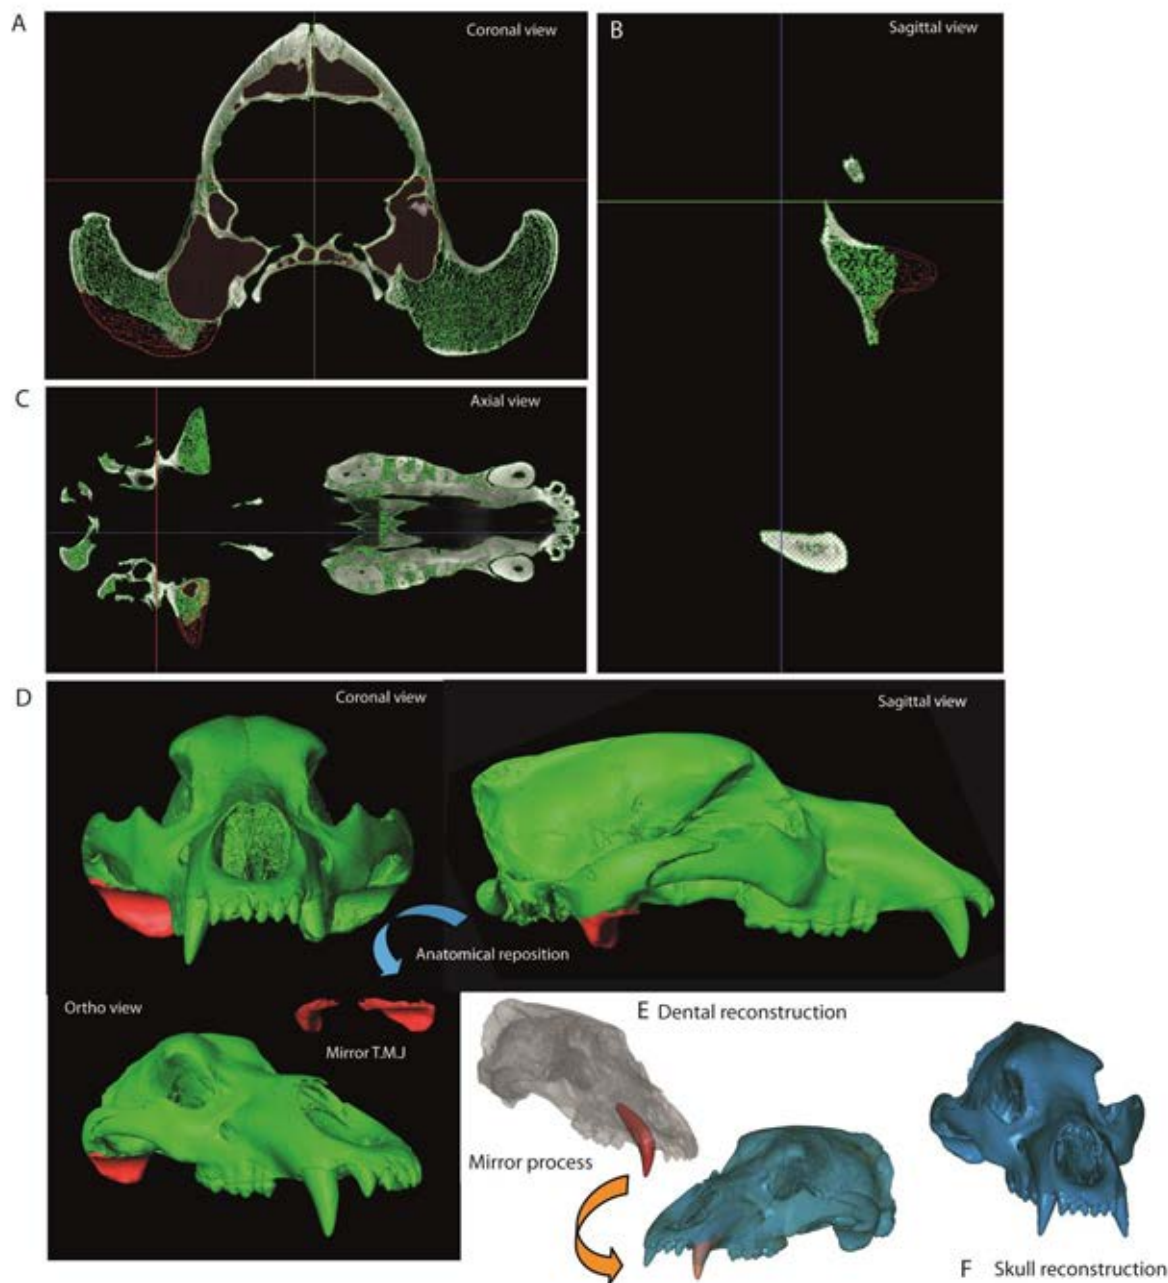 A
Coronal view
B
Sagittal view
C
Axial view
D
Coronal view
Sagittal view
Anatomical reposition
Ortho view
Mirror T.M.J
E Dental reconstruction
Mirror process
F Skull reconstruction